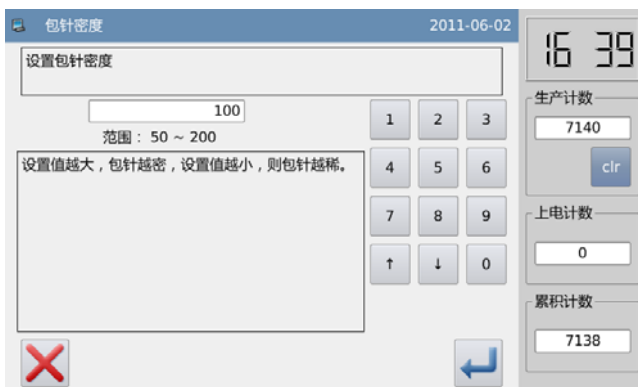 包针密度 2011-06-02
设置包针密度
100
范围：50 ~ 200
设置值越大，包针越密，设置值越小，则包针越稀。
1 2 3
4 5 6
7 8 9
↑ ↓ 0
16 39
生产计数
7140
clr
上电计数
0
累积计数
7138